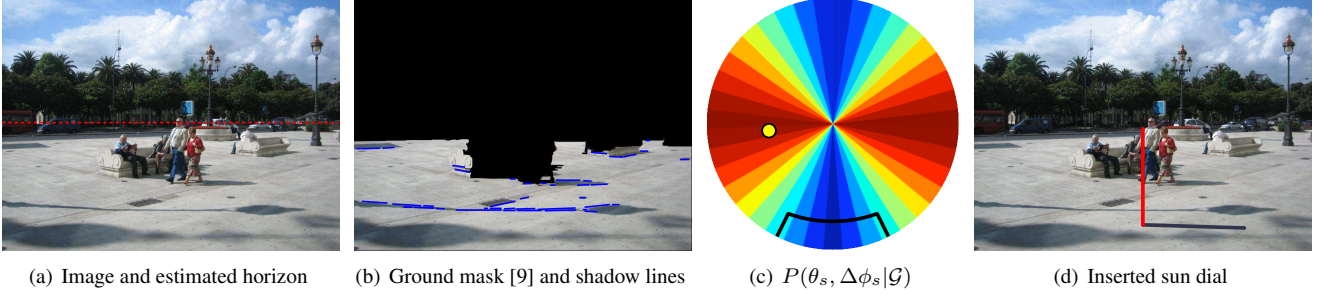 (a) Image and estimated horizon
(b) Ground mask [9] and shadow lines
(c) P(θₛ, Δϕₛ|𝒢)
(d) Inserted sun dial